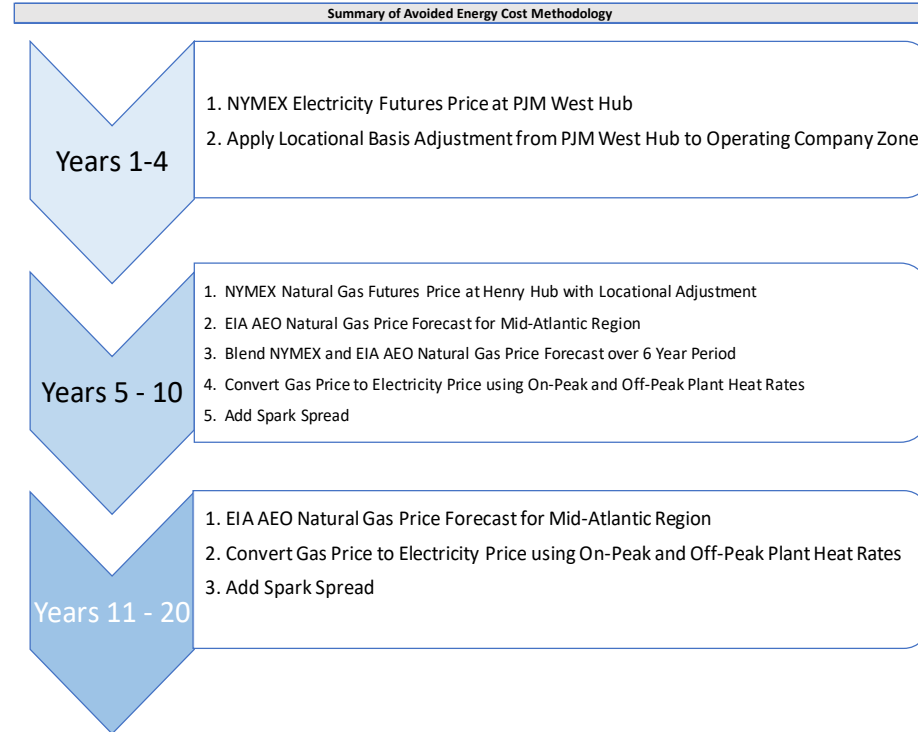 Summary of Avoided Energy Cost Methodology
Years 1-4
1. NYMEX Electricity Futures Price at PJM West Hub
2. Apply Locational Basis Adjustment from PJM West Hub to Operating Company Zone
Years 5 - 10
1. NYMEX Natural Gas Futures Price at Henry Hub with Locational Adjustment
2. EIA AEO Natural Gas Price Forecast for Mid-Atlantic Region
3. Blend NYMEX and EIA AEO Natural Gas Price Forecast over 6 Year Period
4. Convert Gas Price to Electricity Price using On-Peak and Off-Peak Plant Heat Rates
5. Add Spark Spread
Years 11 - 20
1. EIA AEO Natural Gas Price Forecast for Mid-Atlantic Region
2. Convert Gas Price to Electricity Price using On-Peak and Off-Peak Plant Heat Rates
3. Add Spark Spread